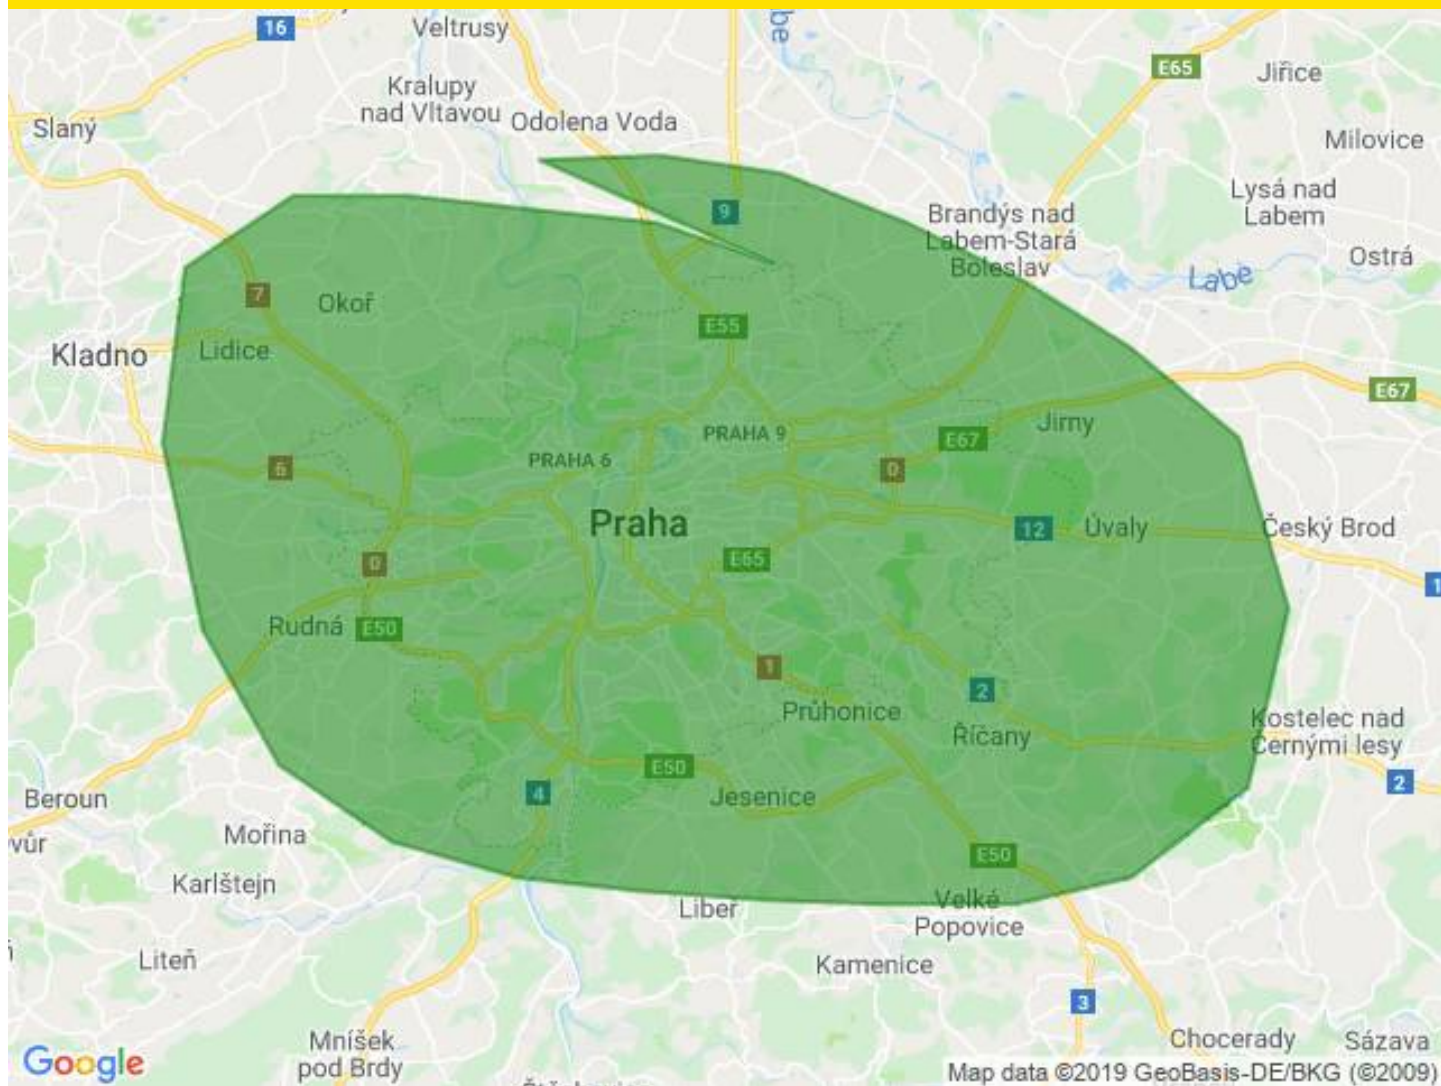 16
Veltrusy
be
E65
Jiřice
Kralupy
nad Vltavou
Odolena Voda
Slaný
Milovice
Lysá nad
Labem
9
Brandýs nad
Labem-Stará
Boleslav
Ostrá
Labe
7
Okoř
E55
Kladno
Lidice
E67
Jirny
PRAHA 9
E67
PRAHA 6
6
0
Praha
12
Úvaly
Český Brod
0
E65
1
Rudná
E50
1
2
Průhonice
Říčany
Kostelec nad
Černými lesy
E50
2
4
Jesenice
Beroun
vůr
Mořina
E50
Karlštejn
Libeř
Velké
Popovice
Liteň
Kamenice
3
Mníšek
pod Brdy
Chocerady
Sázava
Google
Map data ©2019 GeoBasis-DE/BKG (©2009)